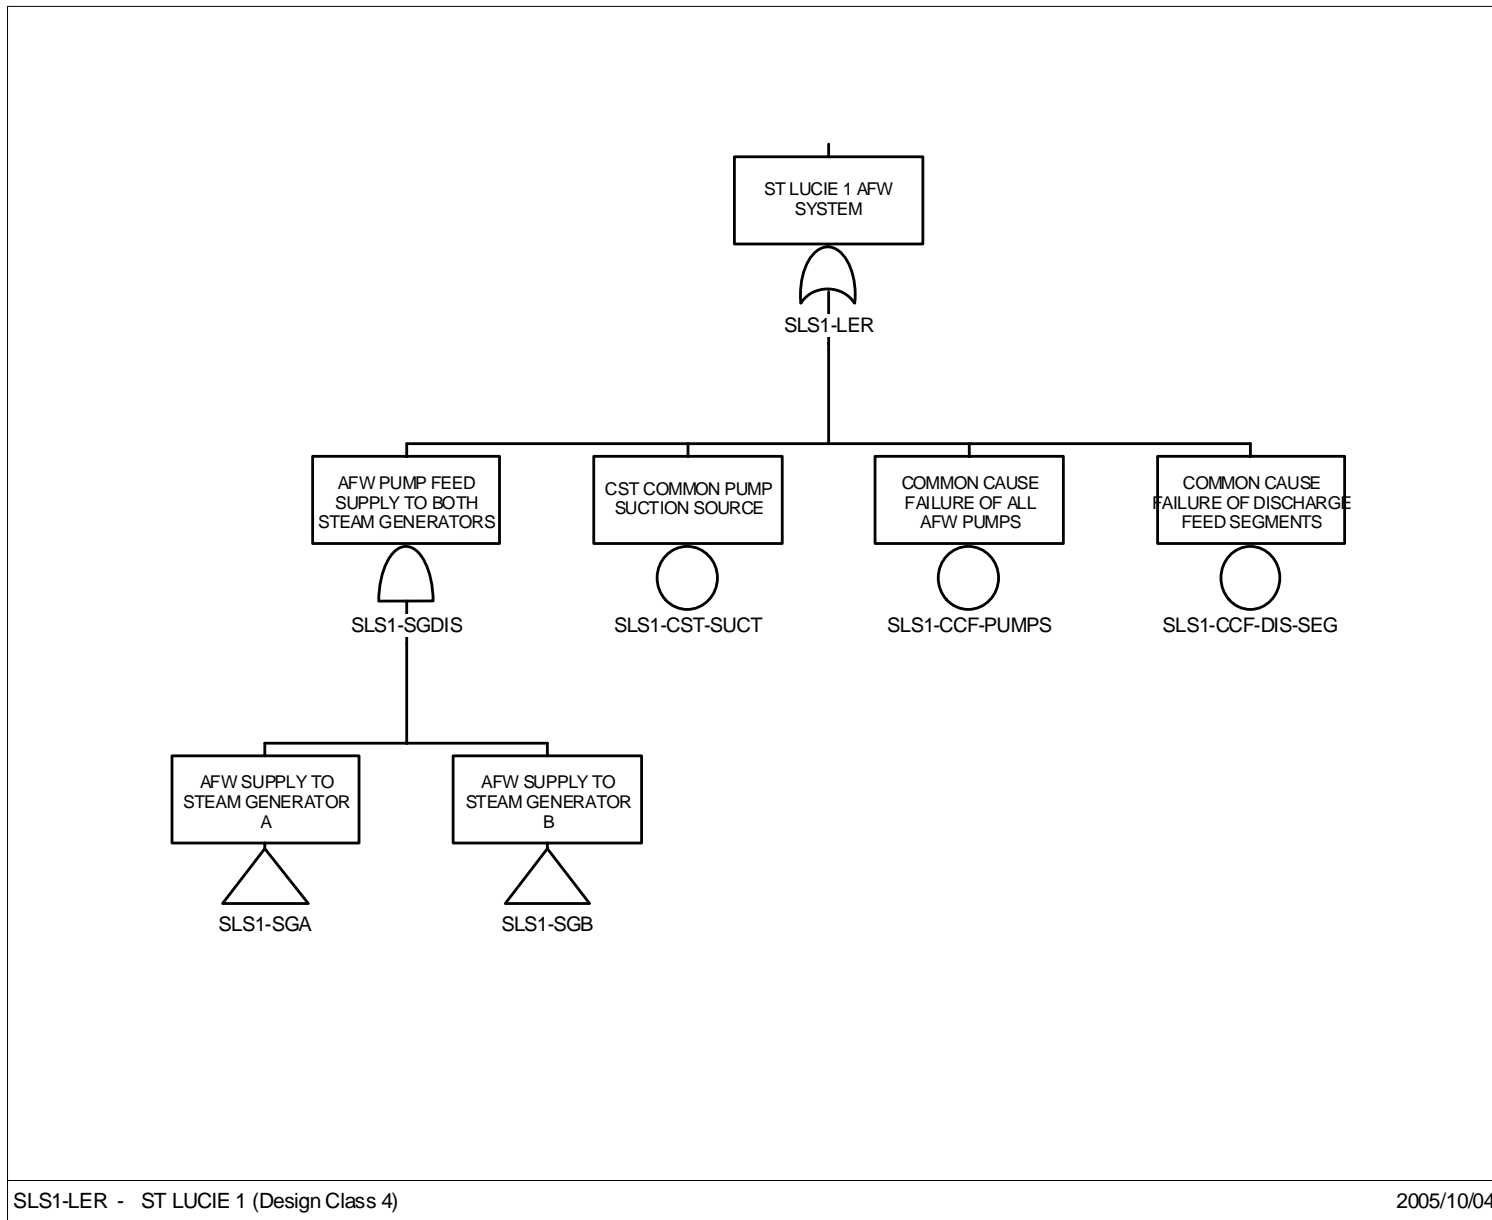 ST LUCIE 1 AFW
SYSTEM
SLS1-LER
AFW PUMP FEED
SUPPLY TO BOTH
STEAM GENERATORS
SLS1-SGDIS
CST COMMON PUMP
SUCTION SOURCE
SLS1-CST-SUCT
COMMON CAUSE
FAILURE OF ALL
AFW PUMPS
SLS1-CCF-PUMPS
COMMON CAUSE
FAILURE OF DISCHARGE
FEED SEGMENTS
SLS1-CCF-DIS-SEG
AFW SUPPLY TO
STEAM GENERATOR
A
SLS1-SGA
AFW SUPPLY TO
STEAM GENERATOR
B
SLS1-SGB
SLS1-LER - ST LUCIE 1 (Design Class 4)
2005/10/04